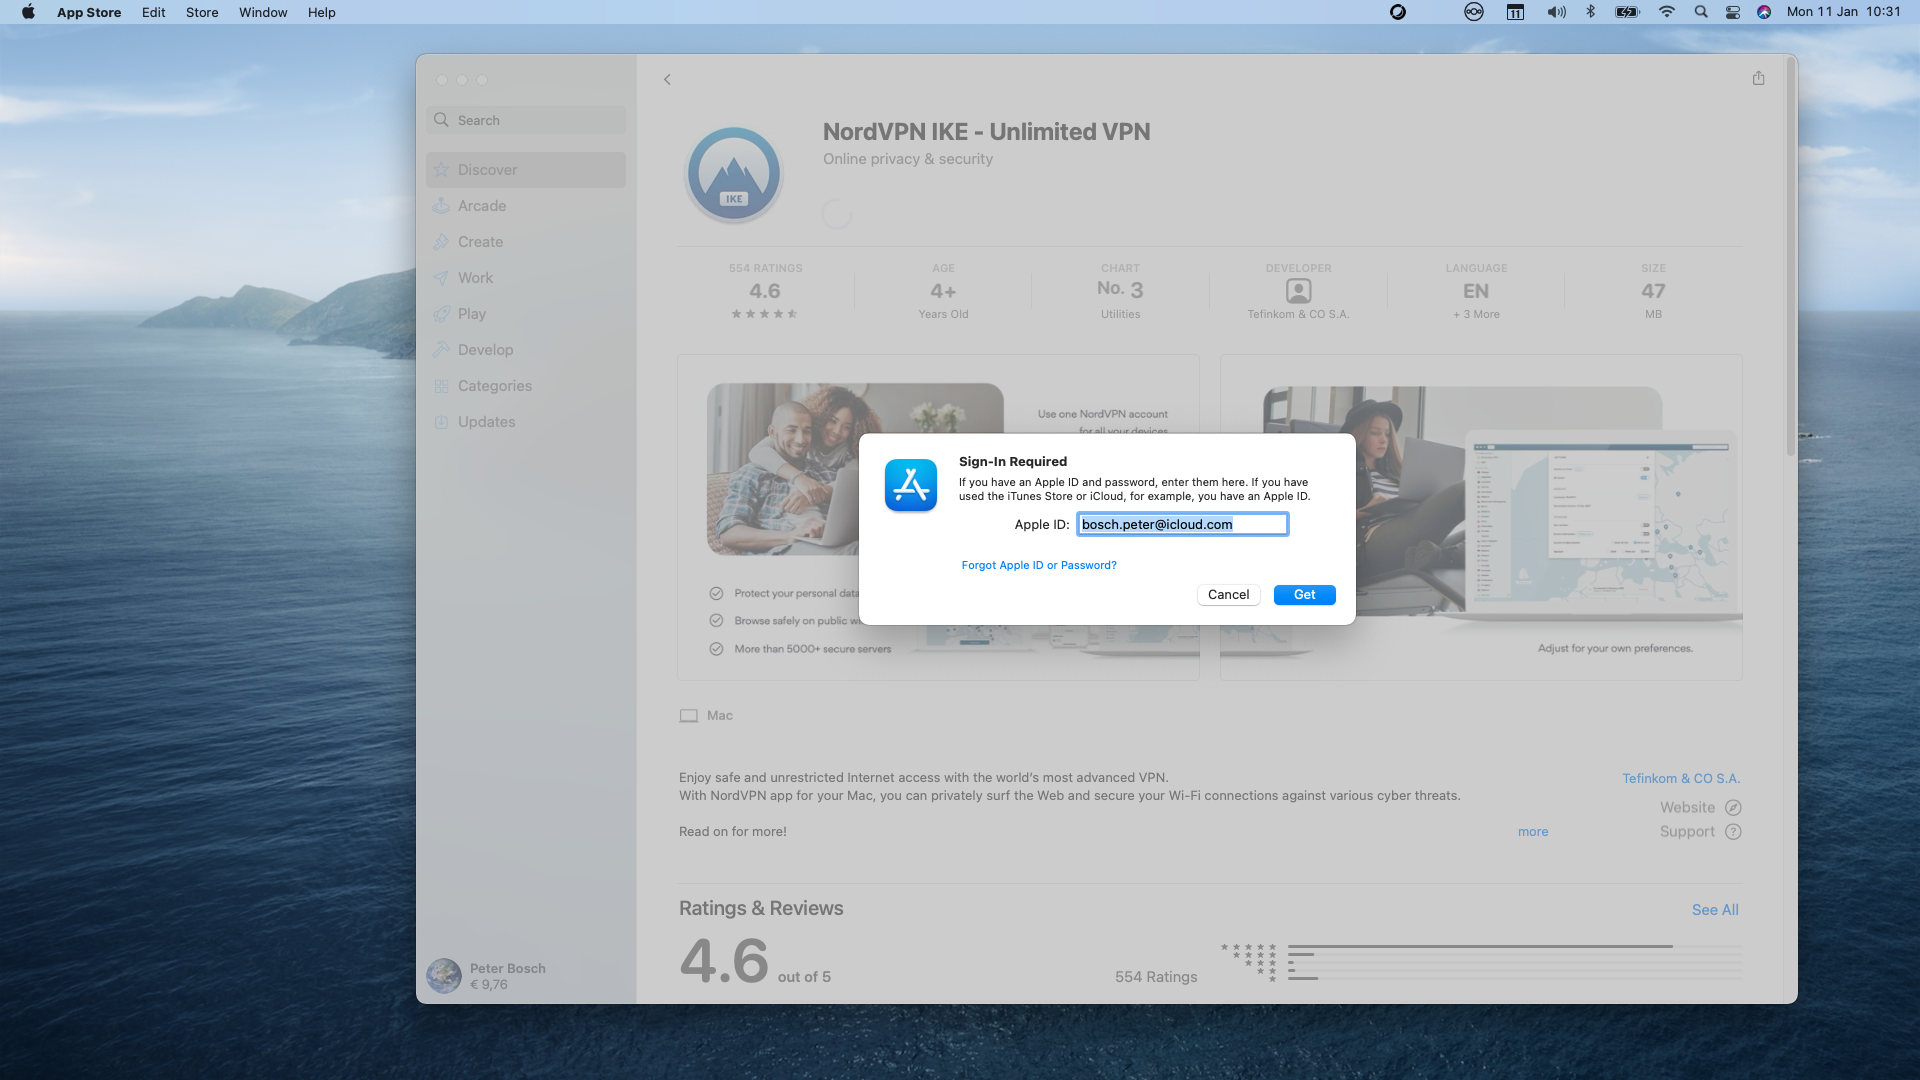 App Store Edit Store Window Help
11
Mon 11 Jan 10:31
Search
Discover
Arcade
Create
Work
Play
Develop
Categories
Updates
Peter Bosch
€ 9,76
NordVPN IKE - Unlimited VPN
Online privacy & security
IKE
554 RATINGS
4.6
AGE
4+
Years Old
CHART
No. 3
Utilities
DEVELOPER
Tefinkom & CO S.A.
LANGUAGE
EN
+ 3 More
SIZE
47
MB
Use one NordVPN account
for all your devices
Protect your personal data
Browse safely on public
More than 5000+ secure servers
Adjust for your own preferences.
Sign-In Required
If you have an Apple ID and password, enter them here. If you have
used the iTunes Store or iCloud, for example, you have an Apple ID.
Apple ID: bosch.peter@icloud.com
Forgot Apple ID or Password?
Cancel
Get
Mac
Enjoy safe and unrestricted Internet access with the world's most advanced VPN.
With NordVPN app for your Mac, you can privately surf the Web and secure your Wi-Fi connections against various cyber threats.
Read on for more!
more
Tefinkom & CO S.A.
Website
Support
Ratings & Reviews
See All
4.6 out of 5
554 Ratings